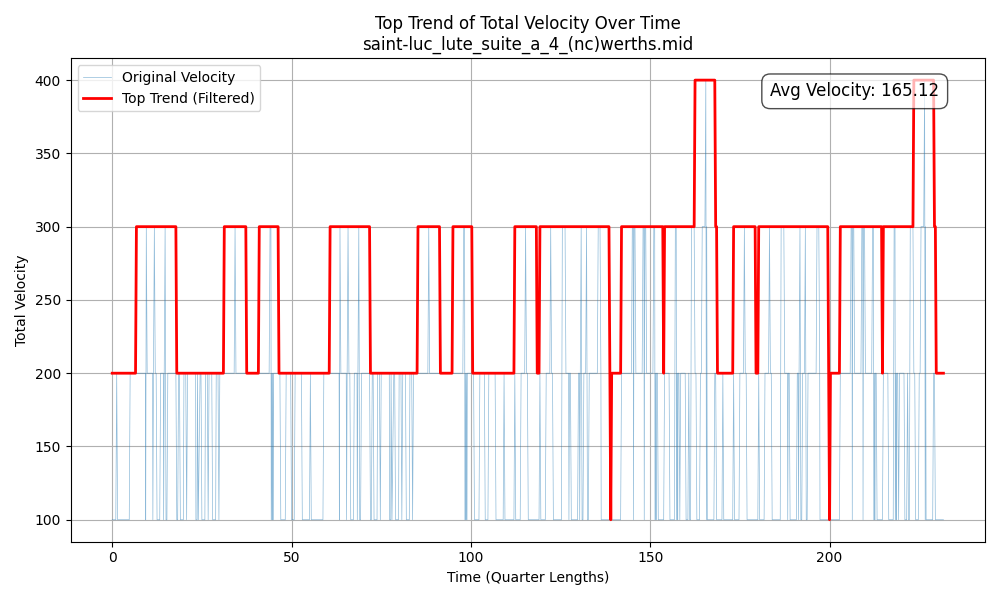 Top Trend of Total Velocity Over Time
saint-luc_lute_suite_a_4_(nc)werths.mid
Original Velocity
Top Trend (Filtered)
Avg Velocity: 165.12
Total Velocity
400
350
300
250
200
150
100
0 50 100 150 200
Time (Quarter Lengths)